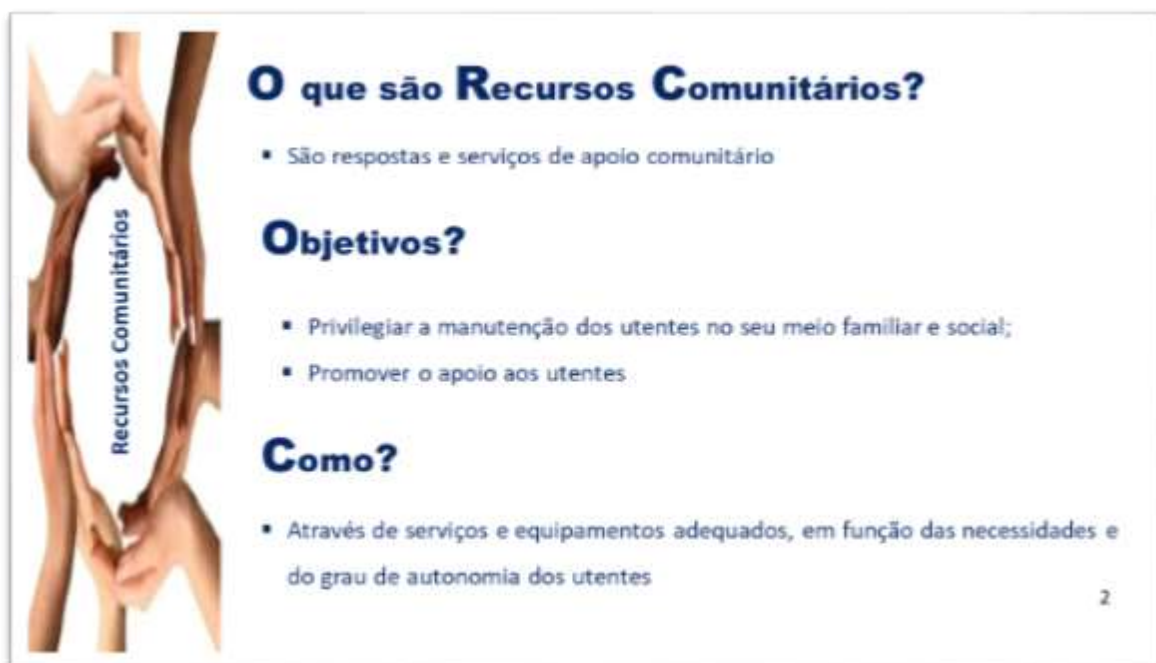 Recursos Comunitários
O que são Recursos Comunitários?
▪ São respostas e serviços de apoio comunitário
Objetivos?
▪ Privilegiar a manutenção dos utentes no seu meio familiar e social;
▪ Promover o apoio aos utentes
Como?
▪ Através de serviços e equipamentos adequados, em função das necessidades e
do grau de autonomia dos utentes
2